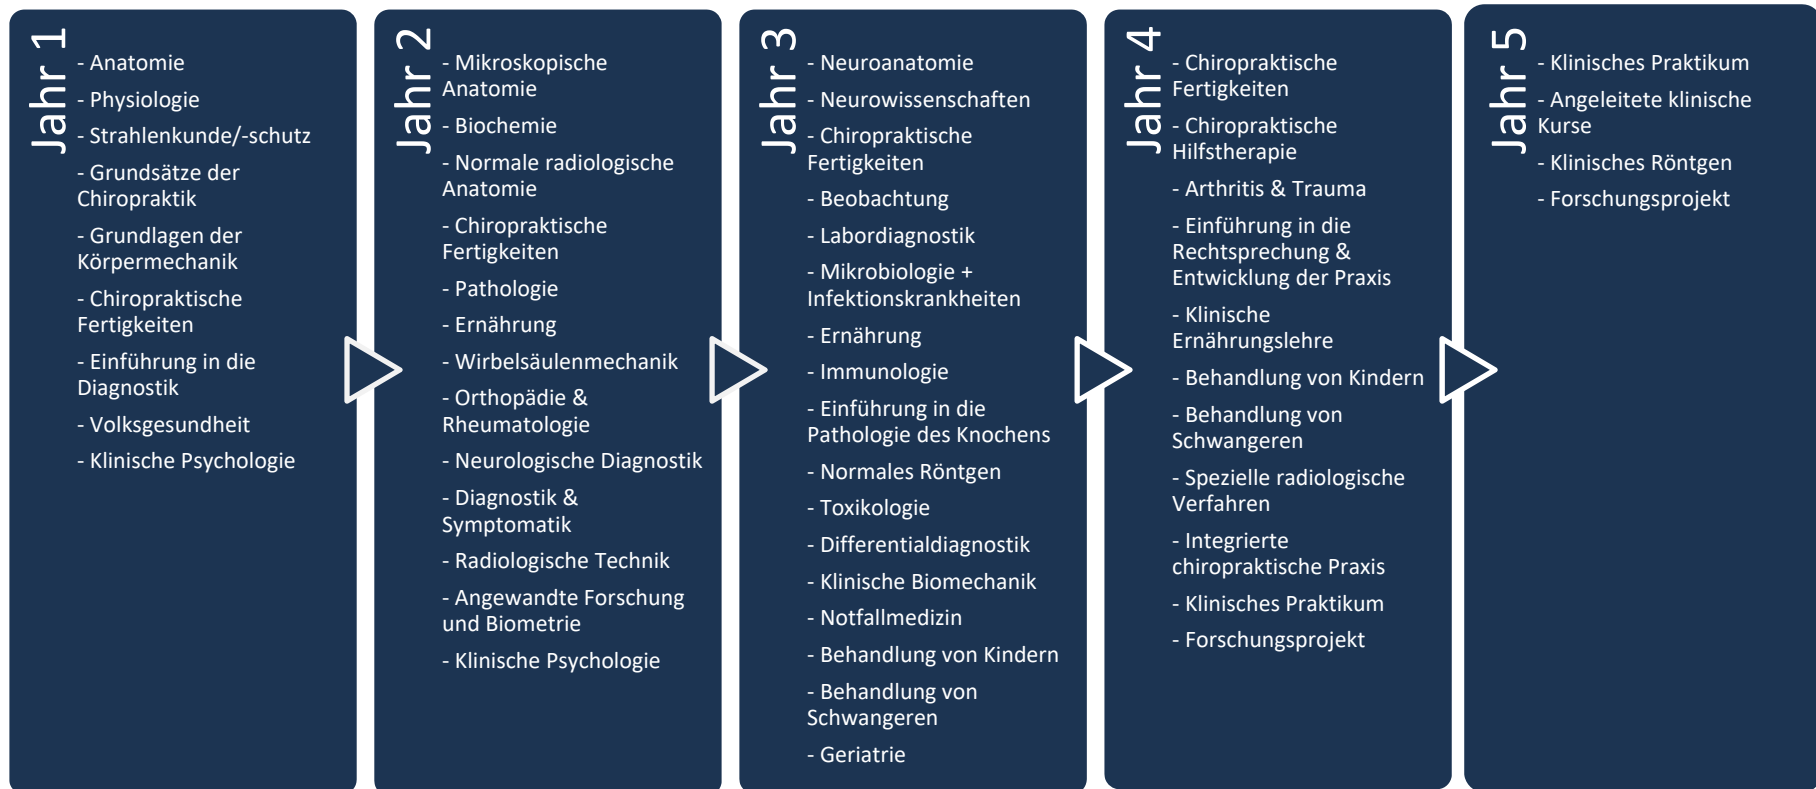 Jahr 1
- Anatomie
- Physiologie
- Strahlenkunde/-schutz
- Grundsätze der
Chiropraktik
- Grundlagen der
Körpermechanik
- Chiropraktische
Fertigkeiten
- Einführung in die
Diagnostik
- Volksgesundheit
- Klinische Psychologie
Jahr 2
- Mikroskopische
Anatomie
- Biochemie
- Normale radiologische
Anatomie
- Chiropraktische
Fertigkeiten
- Pathologie
- Ernährung
- Wirbelsäulenmechanik
- Orthopädie &
Rheumatologie
- Neurologische Diagnostik
- Diagnostik &
Symptomatik
- Radiologische Technik
- Angewandte Forschung
und Biometrie
- Klinische Psychologie
Jahr 3
- Neuroanatomie
- Neurowissenschaften
- Chiropraktische
Fertigkeiten
- Beobachtung
- Labordiagnostik
- Mikrobiologie +
Infektionskrankheiten
- Ernährung
- Immunologie
- Einführung in die
Pathologie des Knochens
- Normales Röntgen
- Toxikologie
- Differentialdiagnostik
- Klinische Biomechanik
- Notfallmedizin
- Behandlung von Kindern
- Behandlung von
Schwangeren
- Geriatrie
Jahr 4
- Chiropraktische
Fertigkeiten
- Chiropraktische
Hilfstherapie
- Arthritis & Trauma
- Einführung in die
Rechtsprechung &
Entwicklung der Praxis
- Klinische
Ernährungslehre
- Behandlung von Kindern
- Behandlung von
Schwangeren
- Spezielle radiologische
Verfahren
- Integrierte
chiropraktische Praxis
- Klinisches Praktikum
- Forschungsprojekt
Jahr 5
- Klinisches Praktikum
- Angeleitete klinische
Kurse
- Klinisches Röntgen
- Forschungsprojekt